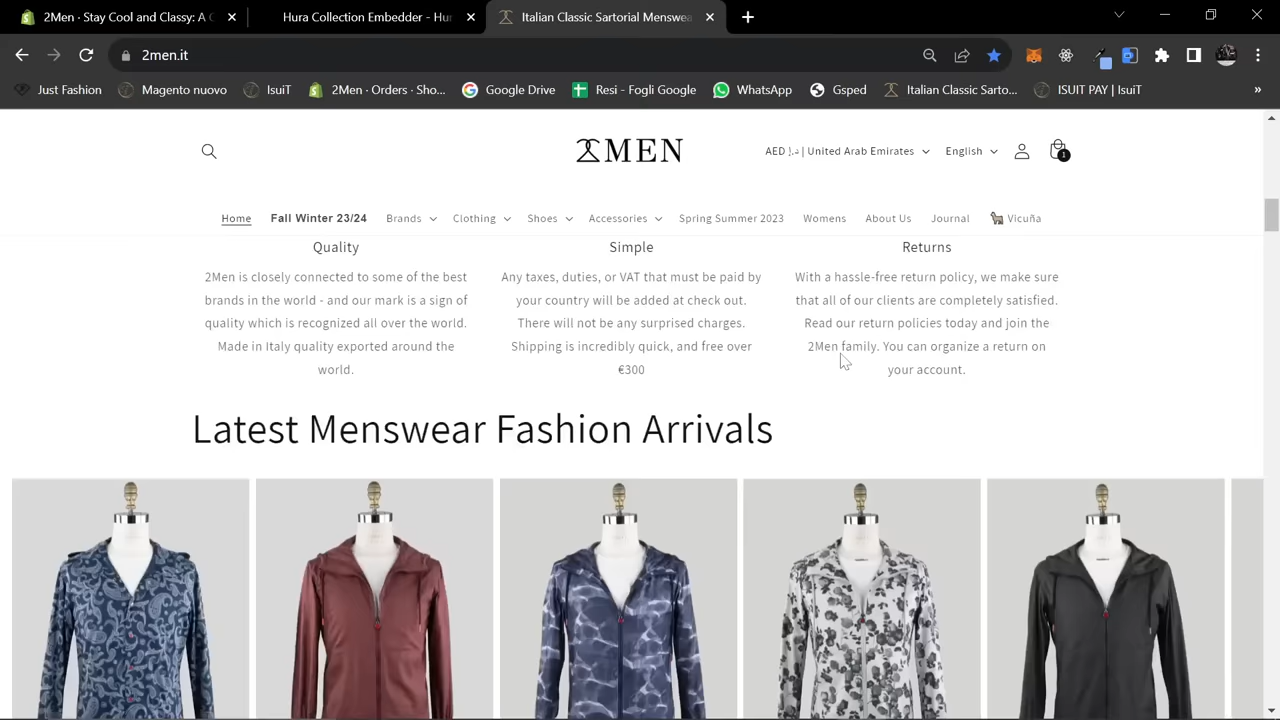 2Men · Stay Cool and Classy: A
Hura Collection Embedder - Hur
Italian Classic Sartorial Menswea
2men.it
Just Fashion
Magento nuovo
IsuiT
2Men · Orders · Sho...
Google Drive
Resi - Fogli Google
WhatsApp
Gsped
Italian Classic Sarto...
ISUIT PAY | IsuiT
»
2MEN
AED د.إ | United Arab Emirates
English
1
Home
Fall Winter 23/24
Brands
Clothing
Shoes
Accessories
Spring Summer 2023
Womens
About Us
Journal
Vicuña
Quality
2Men is closely connected to some of the best
brands in the world - and our mark is a sign of
quality which is recognized all over the world.
Made in Italy quality exported around the
world.
Simple
Any taxes, duties, or VAT that must be paid by
your country will be added at check out.
There will not be any surprised charges.
Shipping is incredibly quick, and free over
€300
Returns
With a hassle-free return policy, we make sure
that all of our clients are completely satisfied.
Read our return policies today and join the
2Men family. You can organize a return on
your account.
Latest Menswear Fashion Arrivals